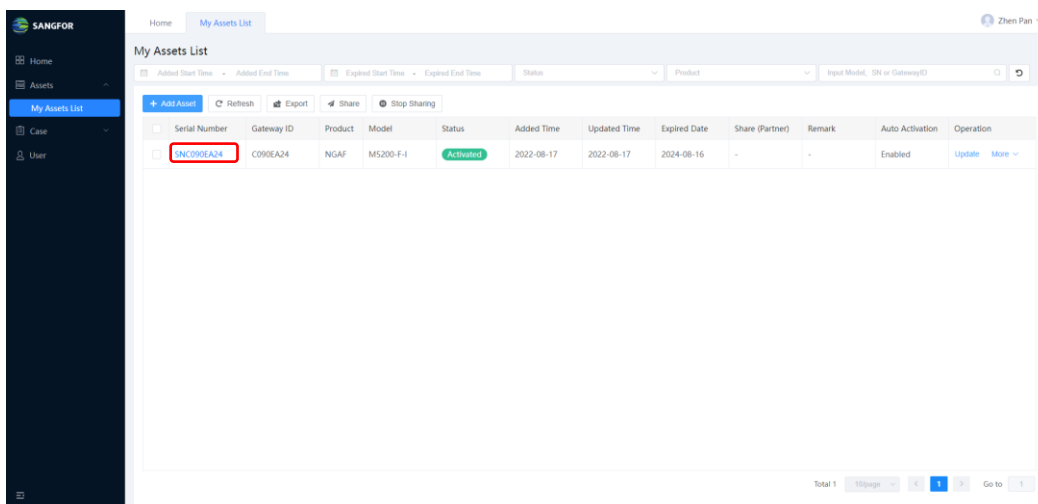 SANGFOR
Home
Assets
My Assets List
Case
User
Home My Assets List
Zhen Pan
My Assets List
Added Start Time - Added End Time Expired Start Time - Expired End Time Status Product Input Model, SN or GatewayID
+ Add Asset Refresh Export Share Stop Sharing
Serial Number Gateway ID Product Model Status Added Time Updated Time Expired Date Share (Partner) Remark Auto Activation Operation
SNC090EA24 C090EA24 NGAF M5200-F-I Activated 2022-08-17 2022-08-17 2024-08-16 - - Enabled Update More
Total 1 10/page < 1 > Go to 1